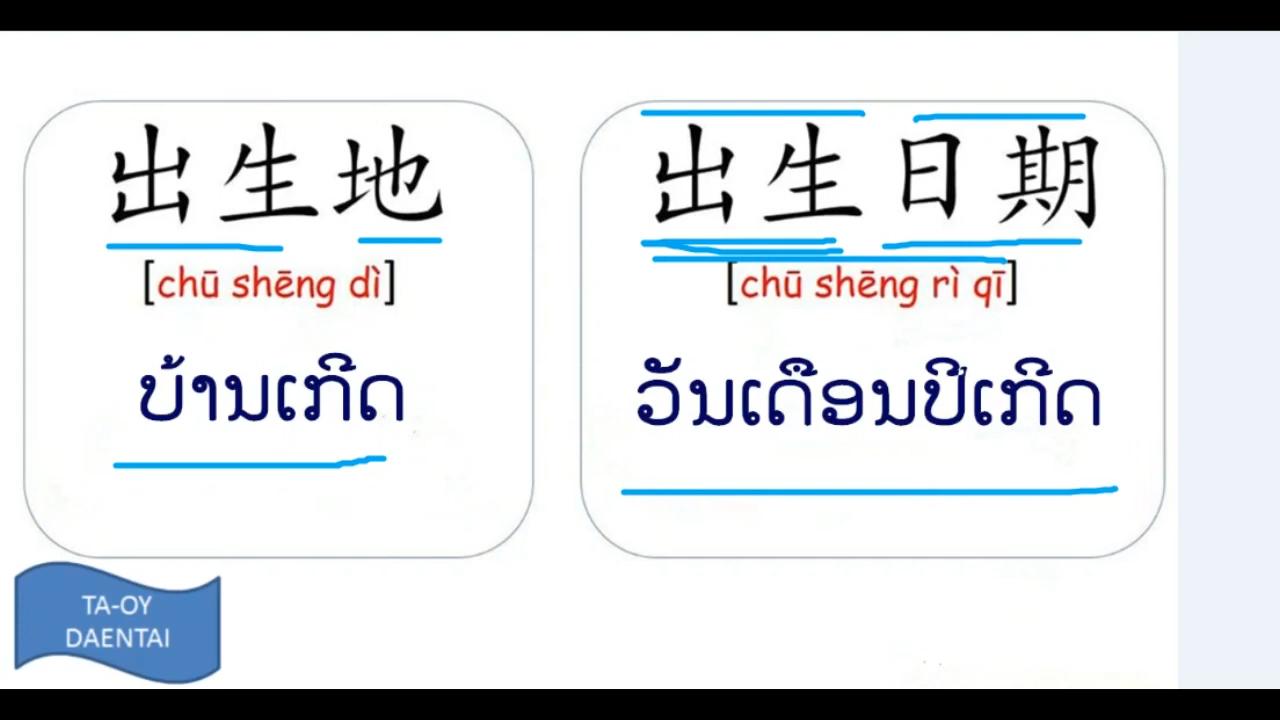 出生地
[chū shēng dì]
ບ້ານເກີດ
出生日期
[chū shēng rì qī]
ວັນເດືອນປີເກີດ
TA-OY
DAENTAI